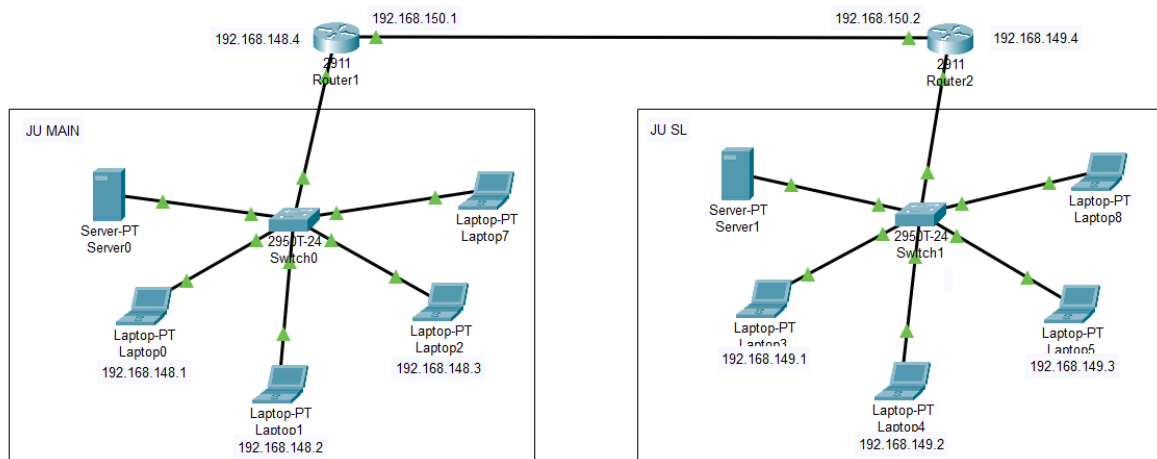 192.168.150.1
192.168.150.2
192.168.148.4
2911
Router1
2911
Router2
192.168.149.4
JU MAIN
Server-PT
Server0
Laptop-PT
Laptop7
2950T-24
Switch0
Laptop-PT
Laptop0
192.168.148.1
Laptop-PT
Laptop2
192.168.148.3
Laptop-PT
Laptop1
192.168.148.2
JU SL
Server-PT
Server1
Laptop-PT
Laptop8
2950T-24
Switch1
Laptop-PT
Laptop3
192.168.149.1
Laptop-PT
Laptop5
192.168.149.3
Laptop-PT
Laptop4
192.168.149.2